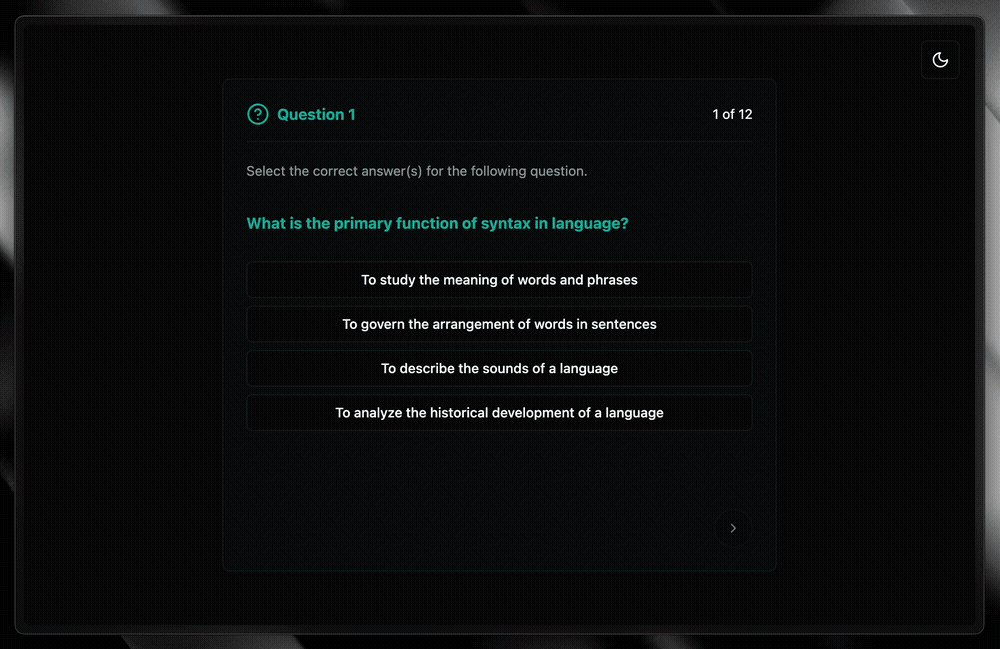 Question 1
1 of 12
Select the correct answer(s) for the following question.
What is the primary function of syntax in language?
To study the meaning of words and phrases
To govern the arrangement of words in sentences
To describe the sounds of a language
To analyze the historical development of a language